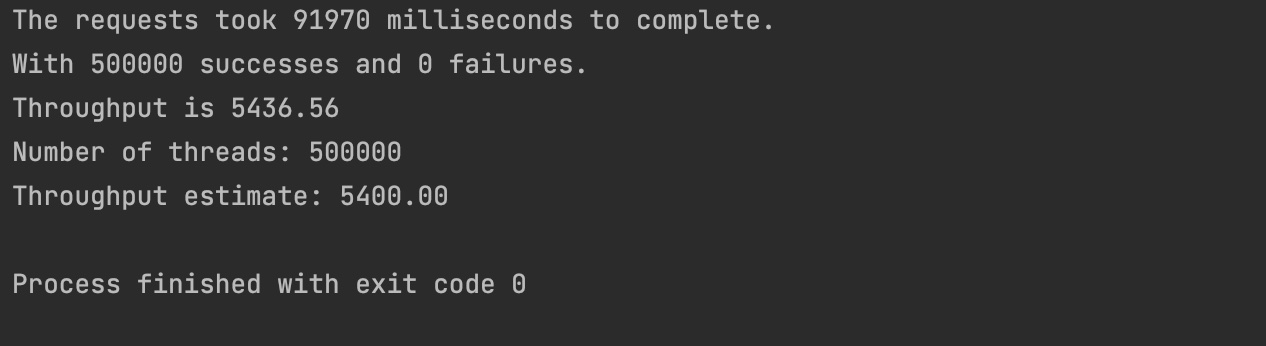 The requests took 91970 milliseconds to complete.
With 500000 successes and 0 failures.
Throughput is 5436.56
Number of threads: 500000
Throughput estimate: 5400.00
Process finished with exit code 0